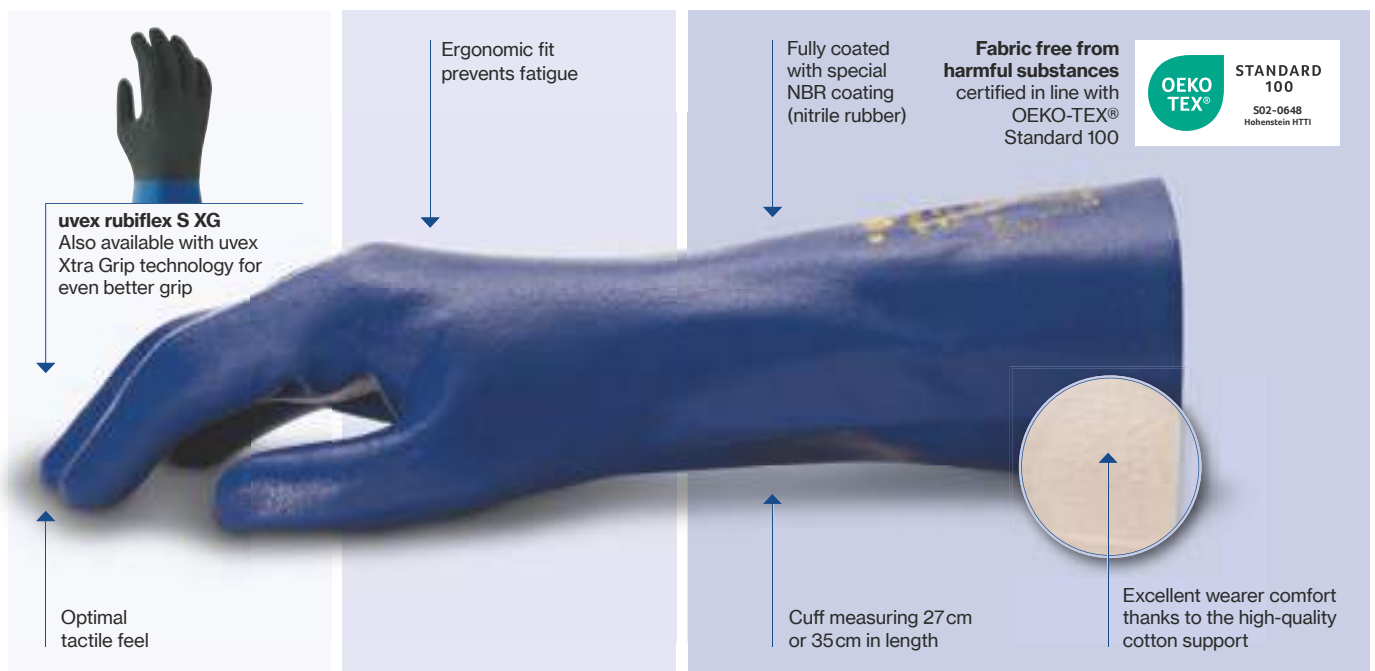 Ergonomic fit
prevents fatigue
Fully coated
with special
NBR coating
(nitrile rubber)
Fabric free from
harmful substances
certified in line with
OEKO-TEX®
Standard 100
OEKO
TEX®
STANDARD
100
S02-0648
Hohenstein HTTI
uvex rubiflex S XG
Also available with uvex
Xtra Grip technology for
even better grip
Optimal
tactile feel
Cuff measuring 27 cm
or 35 cm in length
Excellent wearer comfort
thanks to the high-quality
cotton support